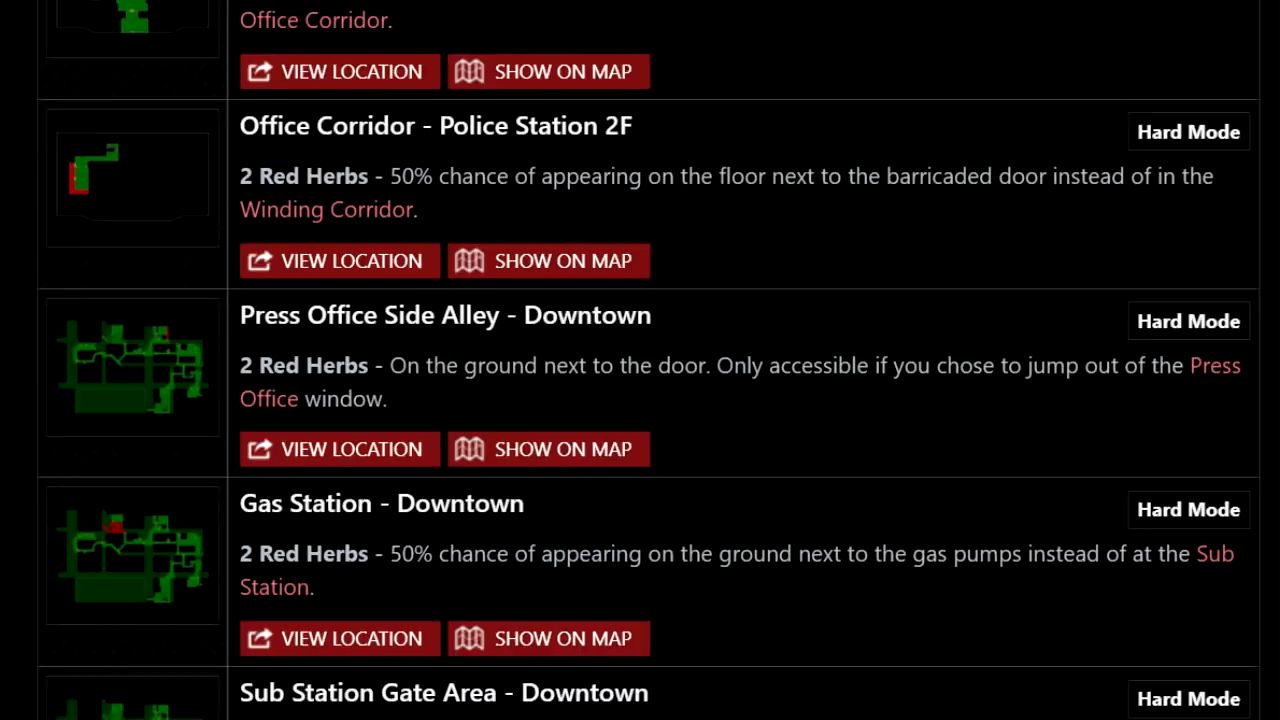 Office Corridor.
VIEW LOCATION SHOW ON MAP
Office Corridor - Police Station 2F
Hard Mode
2 Red Herbs - 50% chance of appearing on the floor next to the barricaded door instead of in the
Winding Corridor.
VIEW LOCATION SHOW ON MAP
Press Office Side Alley - Downtown
Hard Mode
2 Red Herbs - On the ground next to the door. Only accessible if you chose to jump out of the Press
Office window.
VIEW LOCATION SHOW ON MAP
Gas Station - Downtown
Hard Mode
2 Red Herbs - 50% chance of appearing on the ground next to the gas pumps instead of at the Sub
Station.
VIEW LOCATION SHOW ON MAP
Sub Station Gate Area - Downtown
Hard Mode